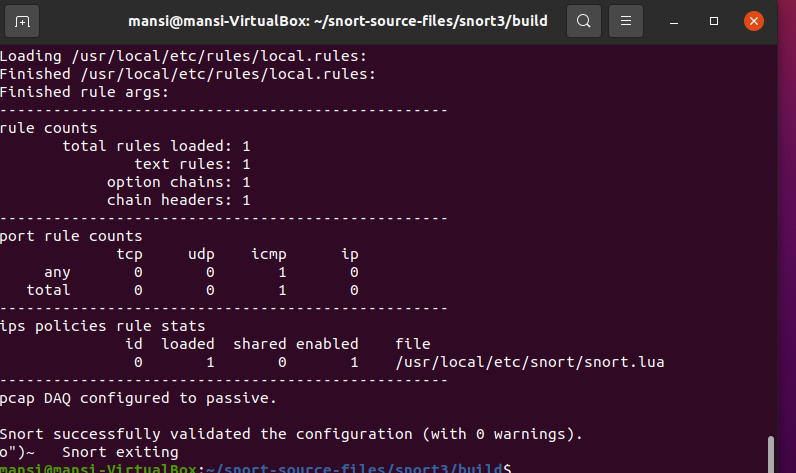 mansi@mansi-VirtualBox: ~/snort-source-files/snort3/build
Loading /usr/local/etc/rules/local.rules:
Finished /usr/local/etc/rules/local.rules:
Finished rule args:
--------------------------------------------------
rule counts
       total rules loaded: 1
               text rules: 1
            option chains: 1
            chain headers: 1
--------------------------------------------------
port rule counts
             tcp     udp    icmp      ip
     any       0       0       1       0
   total       0       0       1       0
--------------------------------------------------
ips policies rule stats
              id  loaded  shared enabled    file
               0       1       0       1    /usr/local/etc/snort/snort.lua
--------------------------------------------------
pcap DAQ configured to passive.
Snort successfully validated the configuration (with 0 warnings).
o")~   Snort exiting
mansi@mansi-VirtualBox:~/snort-source-files/snort3/build$